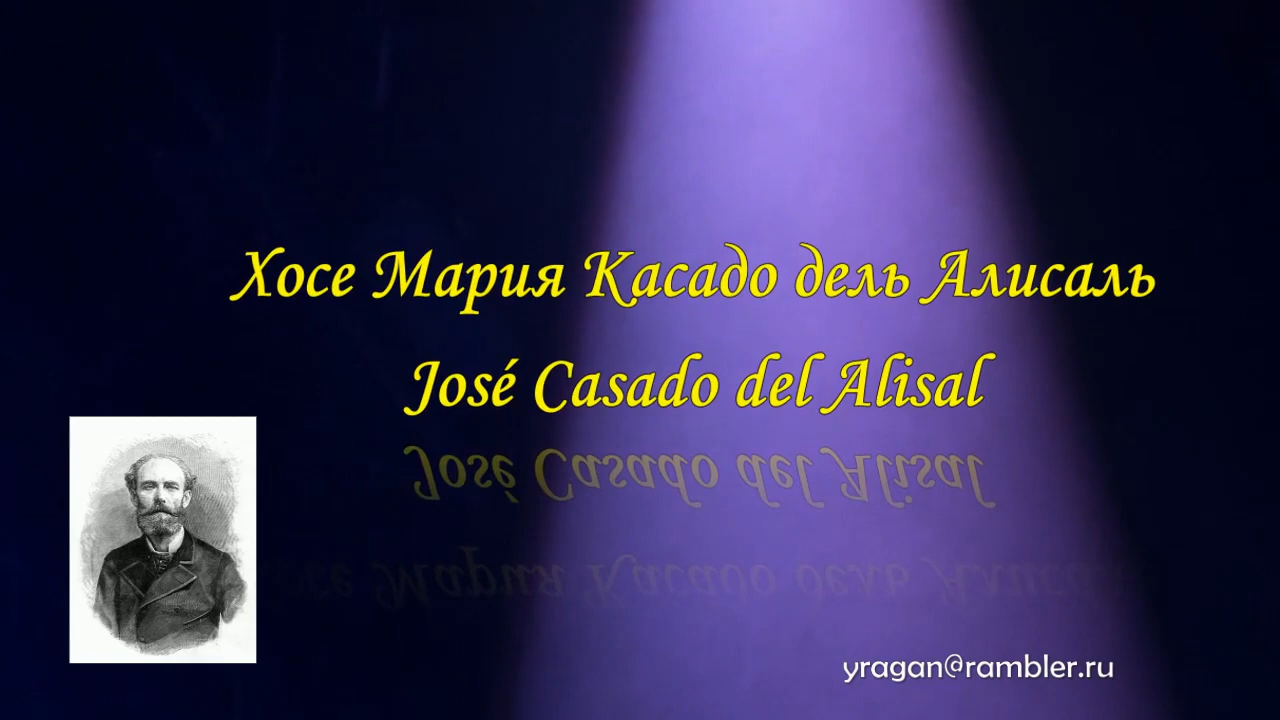 Хосе Мария Касадо дель Алисаль
José Casado del Alisal
yragan@rambler.ru